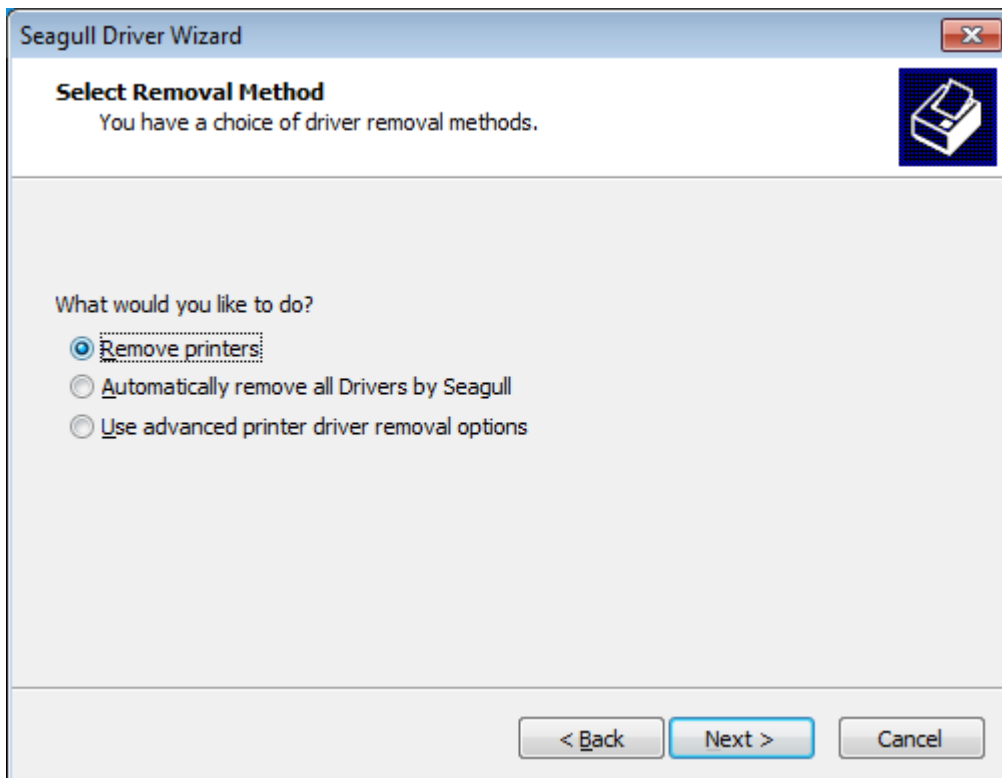 Seagull Driver Wizard
Select Removal Method
You have a choice of driver removal methods.
What would you like to do?
Remove printers
Automatically remove all Drivers by Seagull
Use advanced printer driver removal options
< Back Next > Cancel